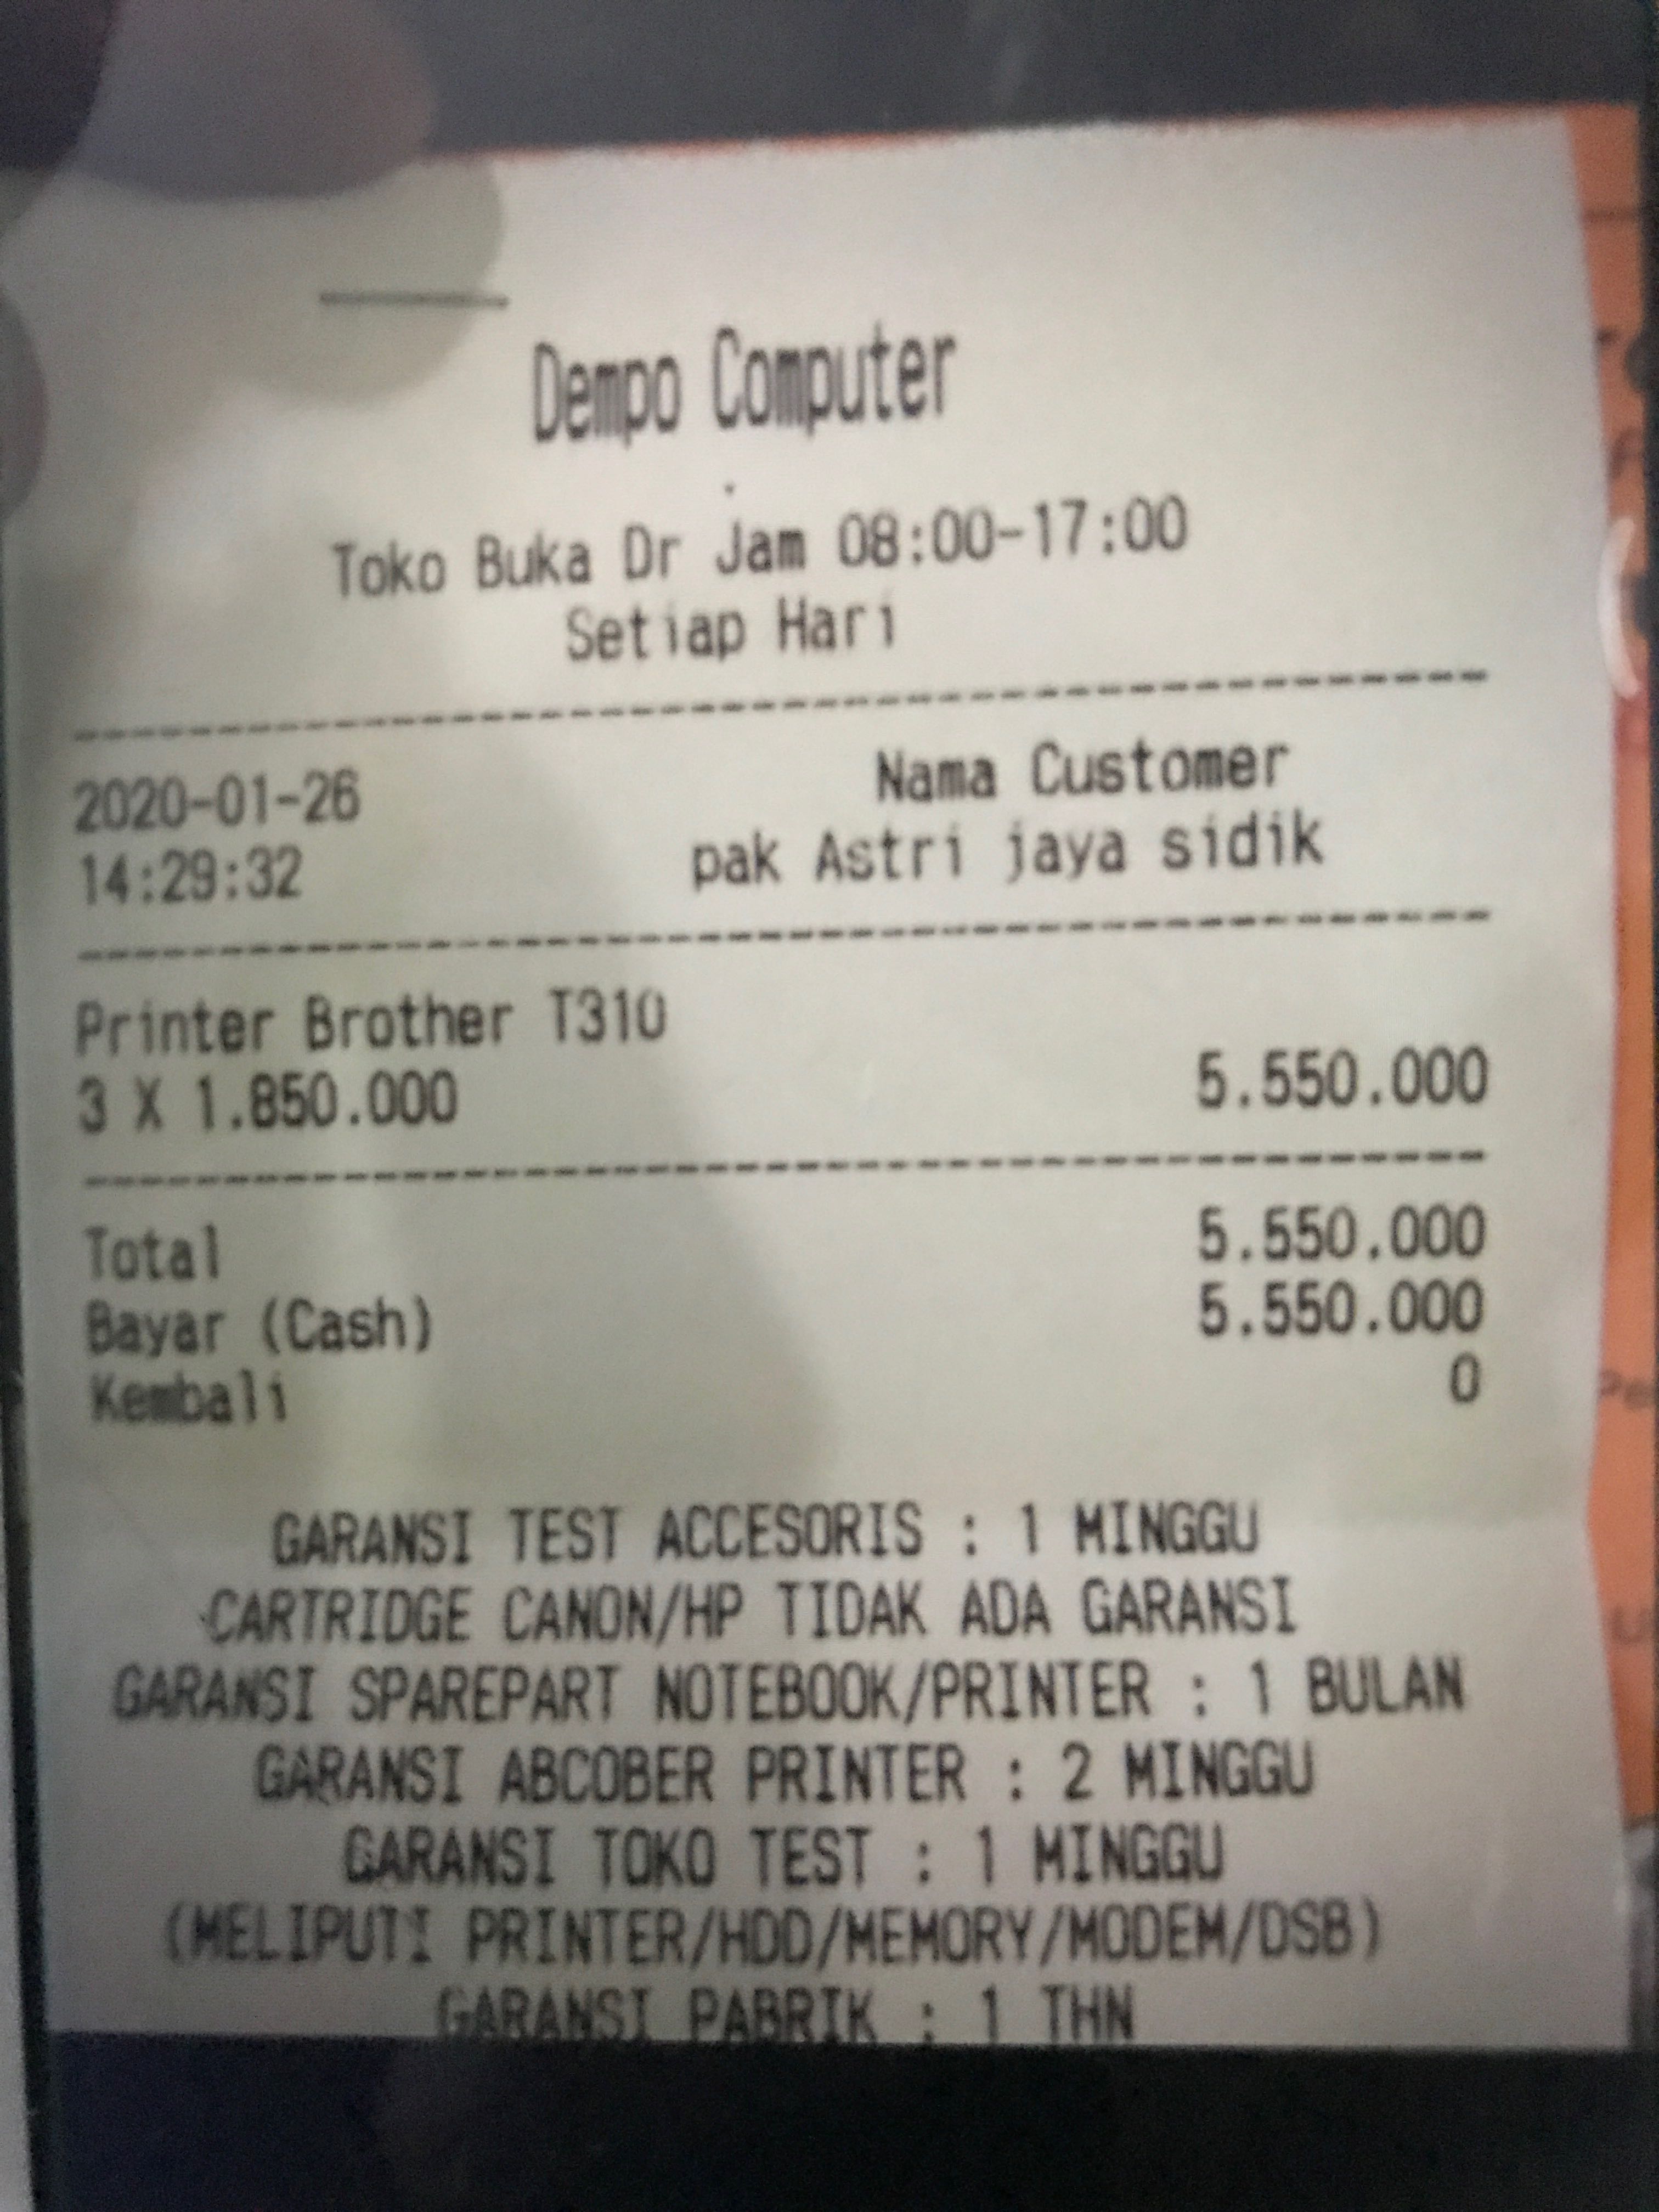 Dempo Computer
.
Toko Buka Dr Jam 08:00-17:00
Setiap Hari
2020-01-26 Nama Customer
14:29:32 pak Astri jaya sidik
Printer Brother T310
3 X 1.850.000 5.550.000
Total 5.550.000
Bayar (Cash) 5.550.000
Kembali 0
GARANSI TEST ACCESORIS : 1 MINGGU
CARTRIDGE CANON/HP TIDAK ADA GARANSI
GARANSI SPAREPART NOTEBOOK/PRINTER : 1 BULAN
GARANSI ABCOBER PRINTER : 2 MINGGU
GARANSI TOKO TEST : 1 MINGGU
(MELIPUTI PRINTER/HDD/MEMORY/MODEM/DSB)
GARANSI PABRIK : 1 THN